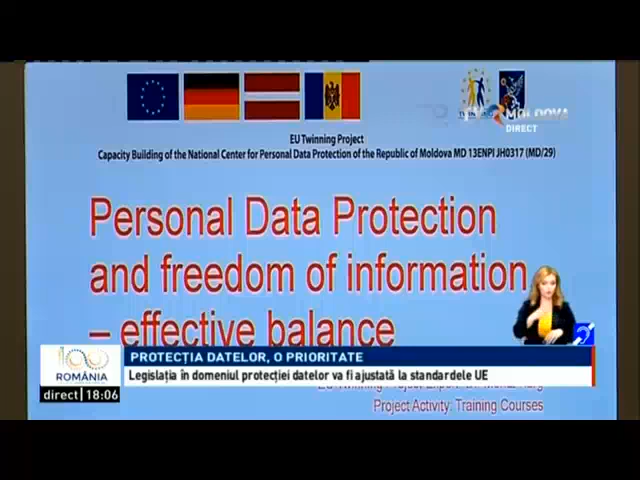 MOLDOVA
DIRECT
EU Twinning Project
Capacity Building of the National Center for Personal Data Protection of the Republic of Moldova MD 13ENPI JH0317 (MD/29)
Personal Data Protection
and freedom of information
– effective balance
100
ROMÂNIA
direct 18:06
PROTECȚIA DATELOR, O PRIORITATE
Legislația în domeniul protecției datelor va fi ajustată la standardele UE
Project Activity: Training Courses